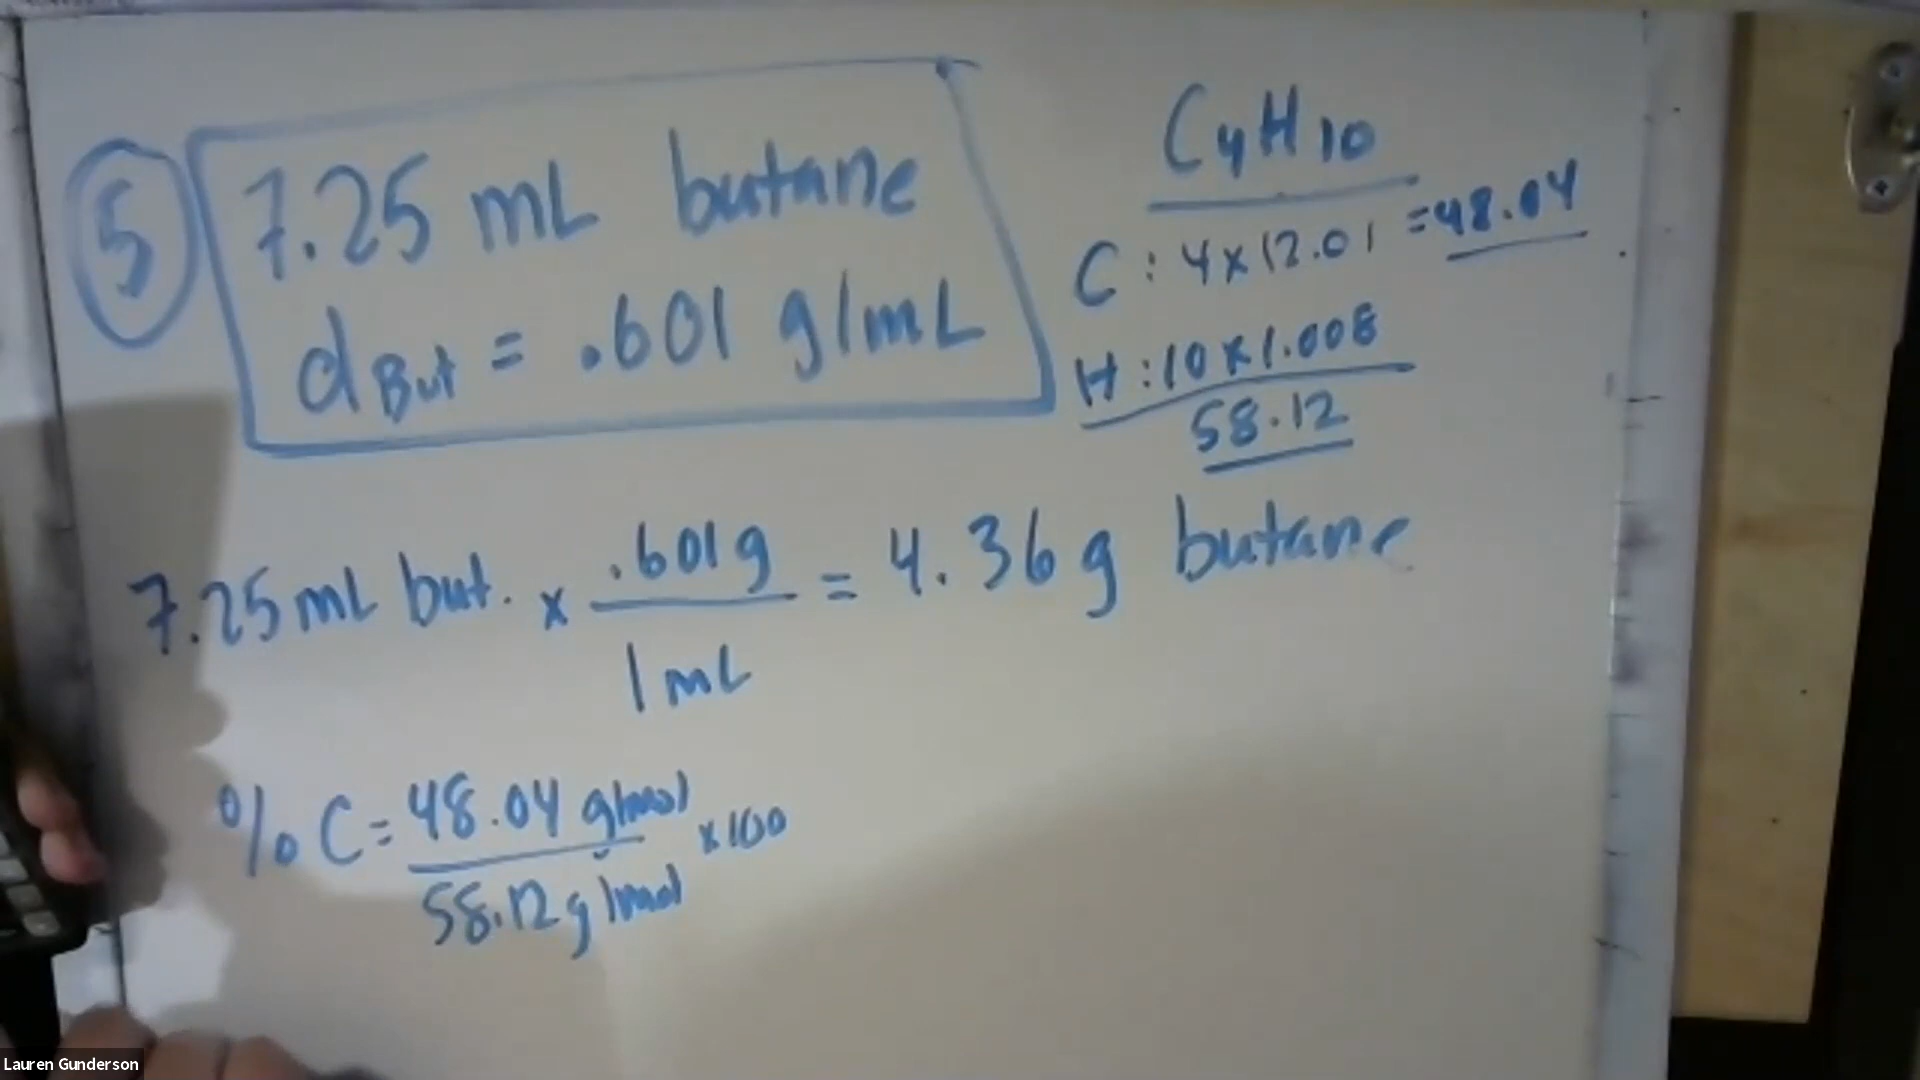 5
7.25 mL butane
dBut = .601 g/mL
C4H10
C: 4x12.01 =48.04
H: 10x1.008
58.12
7.25 mL but. x .601g = 4.36 g butane
1 mL
% C= 48.04 g/mol x100
58.12 g/mol
Lauren Gunderson